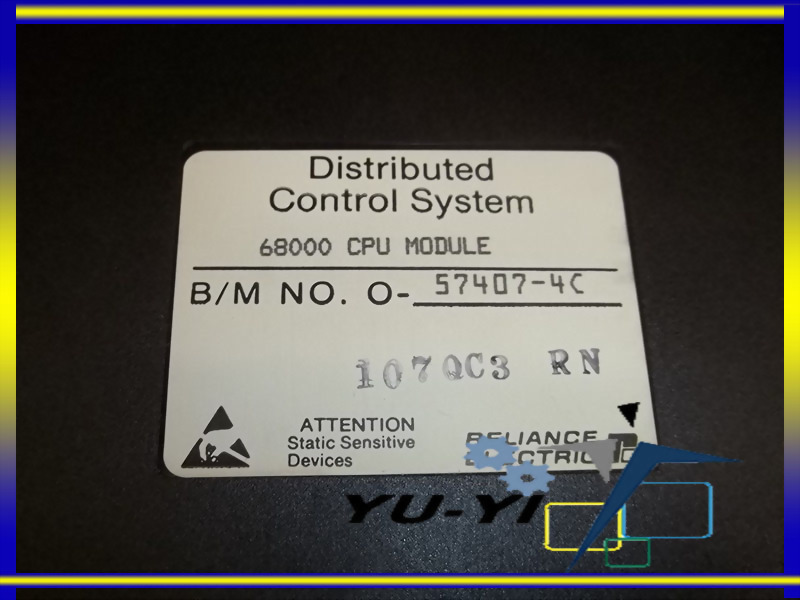 Distributed
Control System
68000 CPU MODULE
B/M NO. O-57407-4C
107QC3 RN
ATTENTION
Static Sensitive
Devices
RELIANCE
ELECTRIC
YU-YI